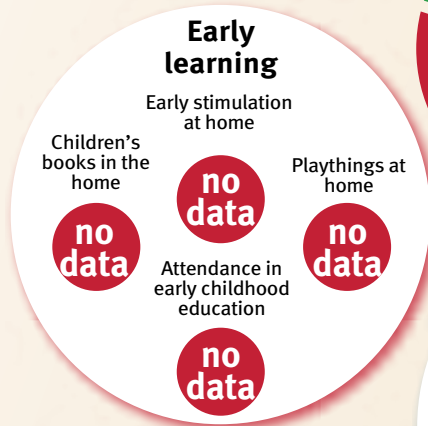 Early
learning
Early stimulation
at home
no
data
Children’s
books in the
home
no
data
Playthings at
home
no
data
Attendance in
early childhood
education
no
data